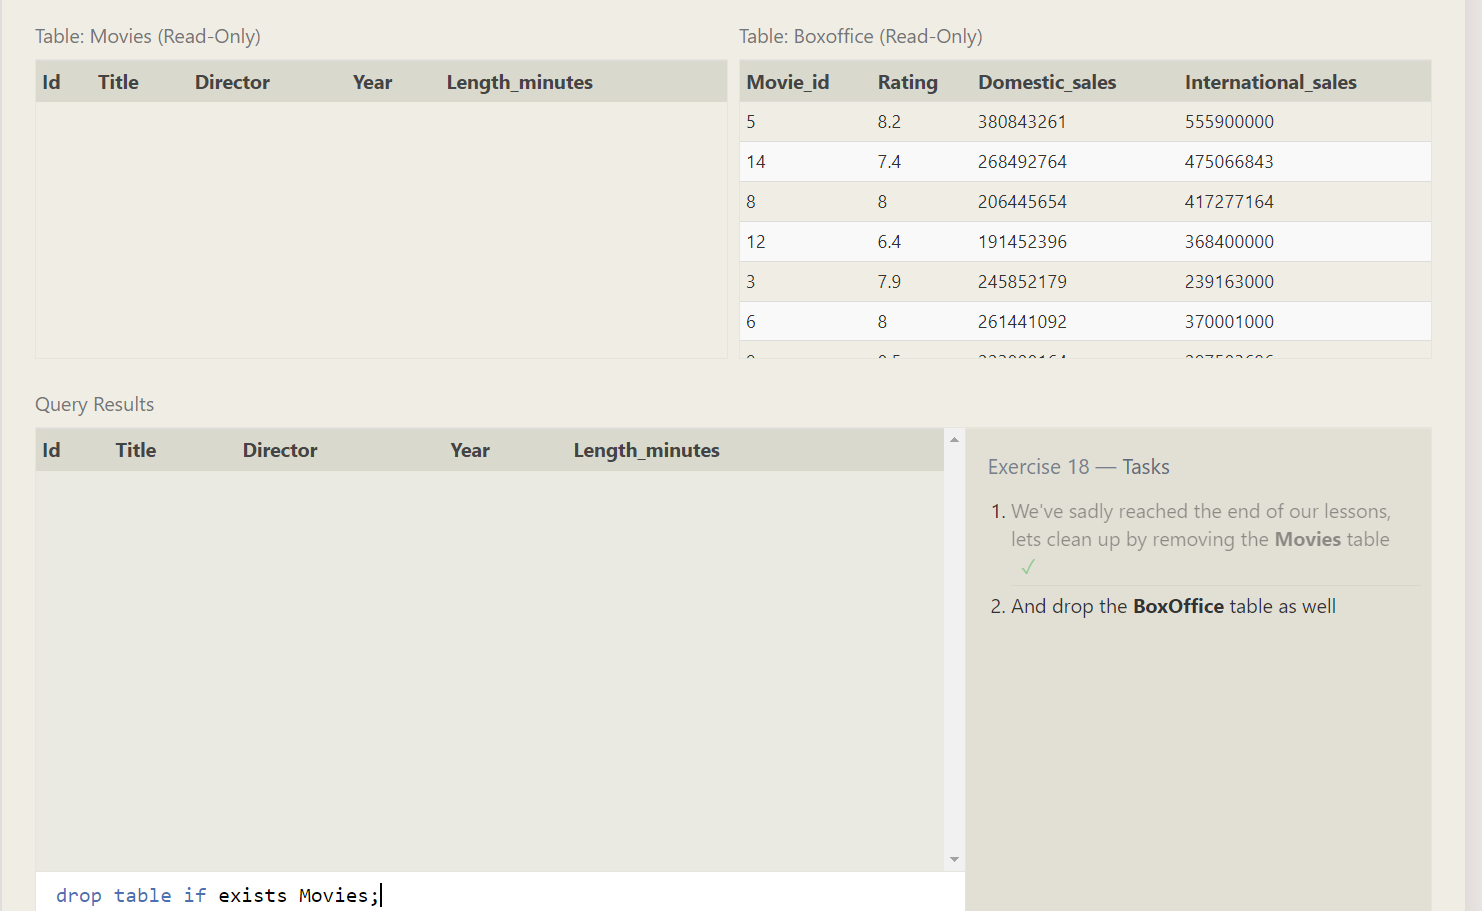 Table: Movies (Read-Only)
Id Title Director Year Length_minutes
Table: Boxoffice (Read-Only)
Movie_id Rating Domestic_sales International_sales
5 8.2 380843261 555900000
14 7.4 268492764 475066843
8 8 206445654 417277164
12 6.4 191452396 368400000
3 7.9 245852179 239163000
6 8 261441092 370001000
Query Results
Id Title Director Year Length_minutes
Exercise 18 — Tasks
1. We've sadly reached the end of our lessons,
lets clean up by removing the Movies table
✓
2. And drop the BoxOffice table as well
drop table if exists Movies;